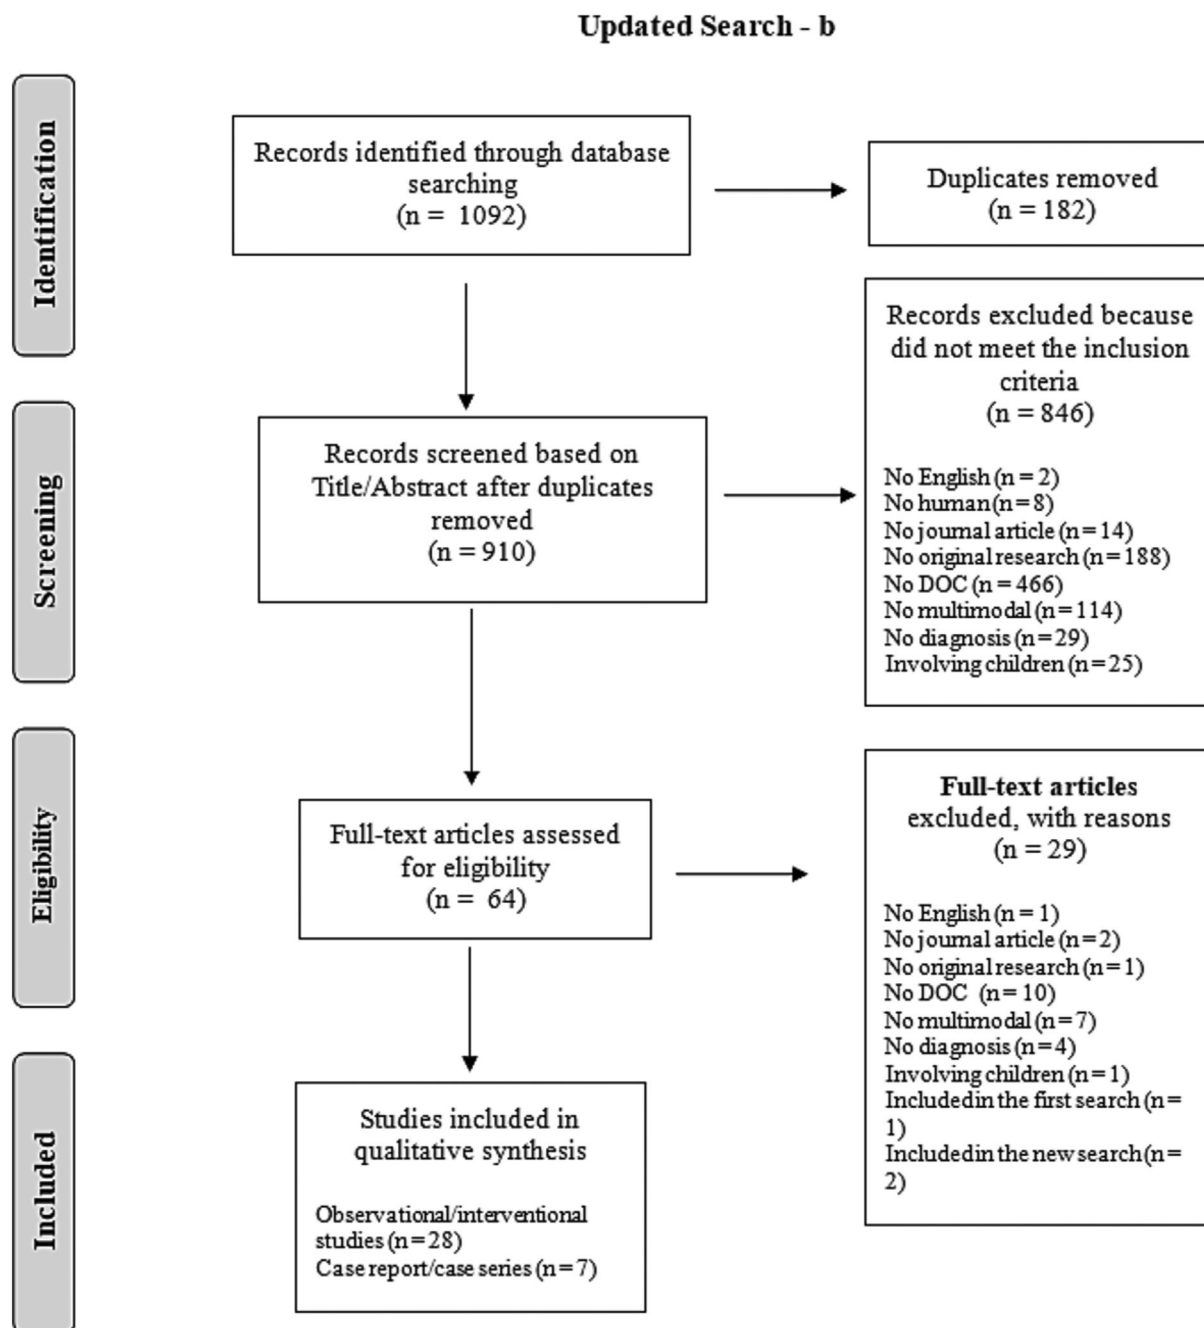 Updated Search - b
Identification
Records identified through database
searching
(n = 1092)
Duplicates removed
(n = 182)
Records excluded because
did not meet the inclusion
criteria
(n = 846)
No English (n = 2)
No human (n = 8)
No journal article (n = 14)
No original research (n = 188)
No DOC (n = 466)
No multimodal (n = 114)
No diagnosis (n = 29)
Involving children (n = 25)
Screening
Records screened based on
Title/Abstract after duplicates
removed
(n = 910)
Eligibility
Full-text articles assessed
for eligibility
(n = 64)
Full-text articles
excluded, with reasons
(n = 29)
No English (n = 1)
No journal article (n = 2)
No original research (n = 1)
No DOC (n = 10)
No multimodal (n = 7)
No diagnosis (n = 4)
Involving children (n = 1)
Included in the first search (n =
1)
Included in the new search (n =
2)
Included
Studies included in
qualitative synthesis
Observational/interventional
studies (n = 28)
Case report/case series (n = 7)